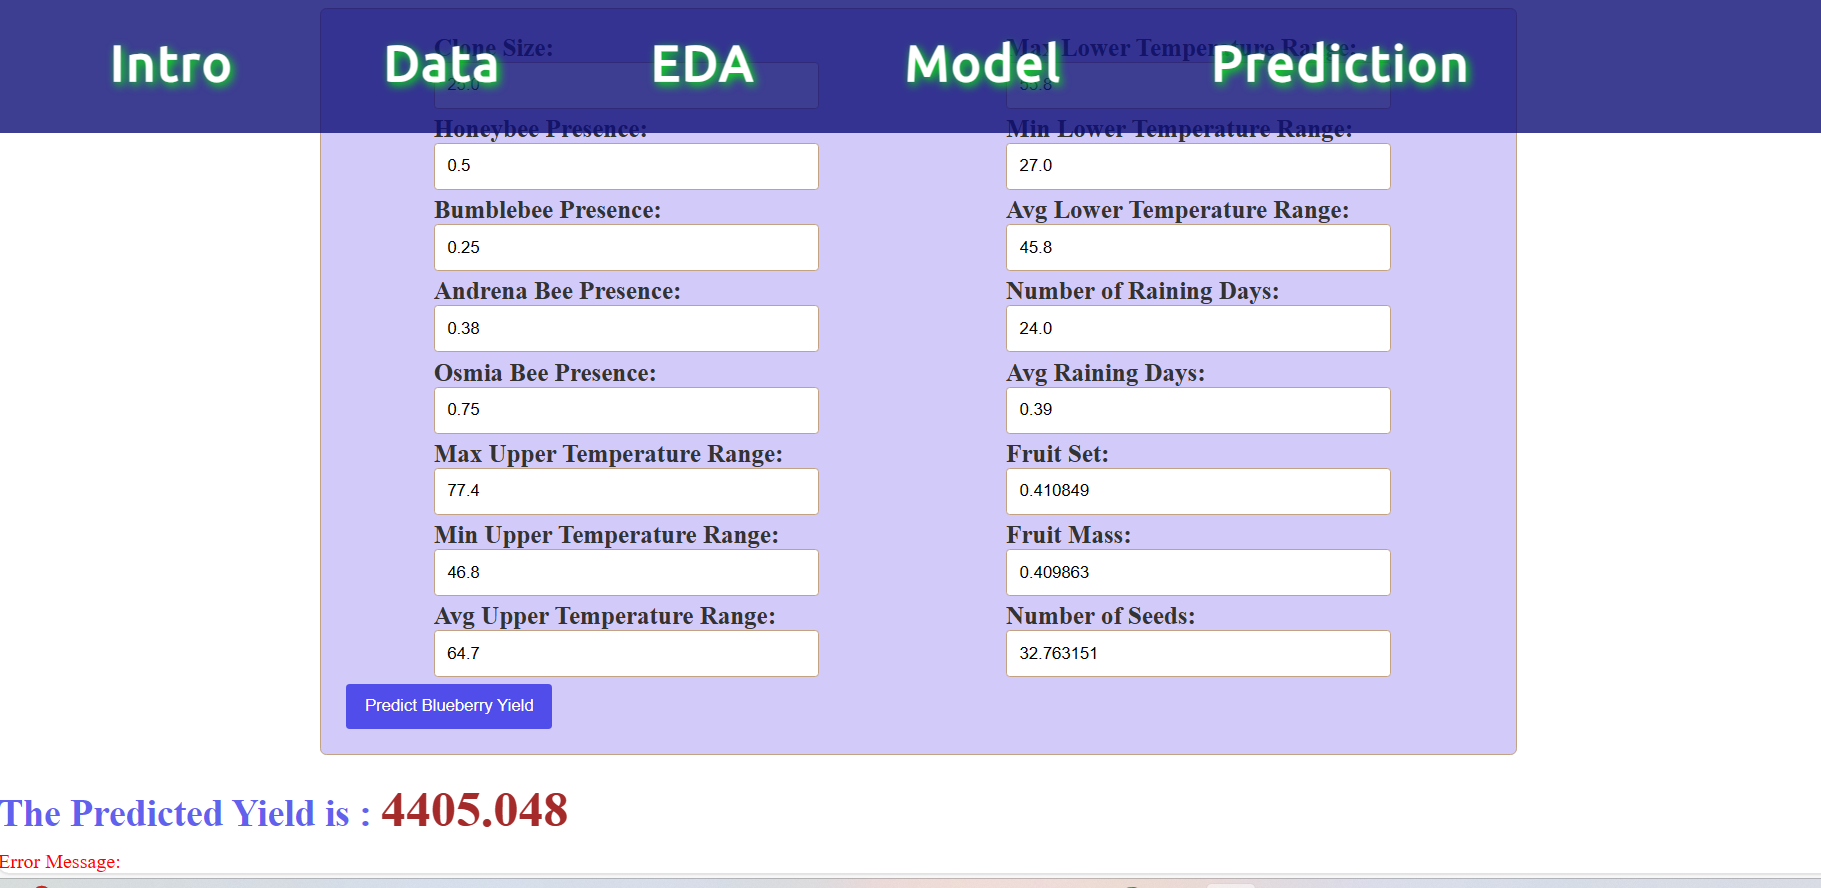 Intro Data EDA Model Prediction
Clone Size: Max Lower Temperature Range:
25.0 55.8
Honeybee Presence: Min Lower Temperature Range:
0.5 27.0
Bumblebee Presence: Avg Lower Temperature Range:
0.25 45.8
Andrena Bee Presence: Number of Raining Days:
0.38 24.0
Osmia Bee Presence: Avg Raining Days:
0.75 0.39
Max Upper Temperature Range: Fruit Set:
77.4 0.410849
Min Upper Temperature Range: Fruit Mass:
46.8 0.409863
Avg Upper Temperature Range: Number of Seeds:
64.7 32.763151
Predict Blueberry Yield
The Predicted Yield is : 4405.048
Error Message: